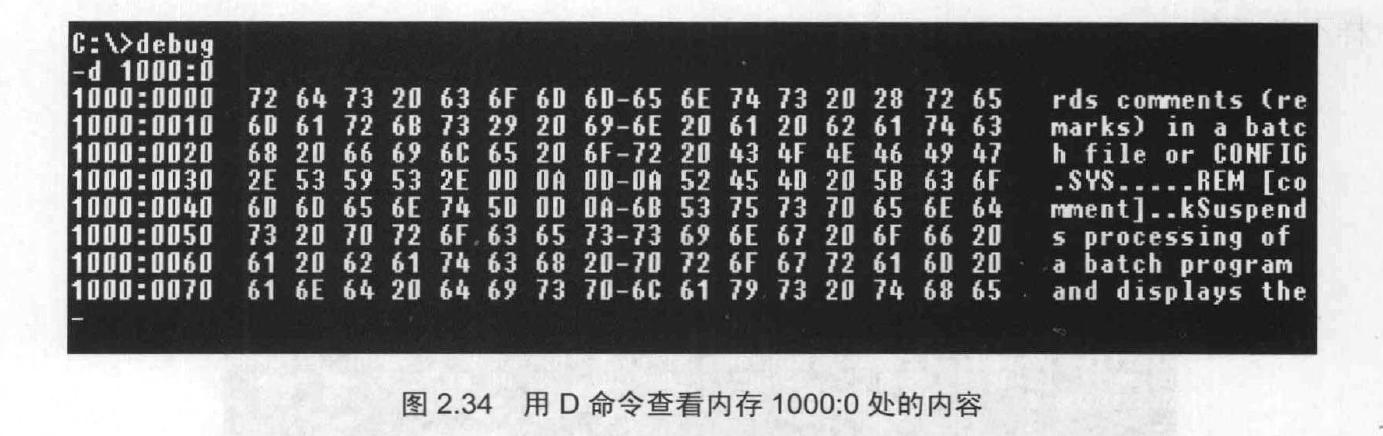 C:\>debug
-d 1000:0
1000:0000 72 64 73 20 63 6F 6D 6D-65 6E 74 73 20 28 72 65 rds comments (re
1000:0010 6D 61 72 6B 73 29 20 69-6E 20 61 20 62 61 74 63 marks) in a batc
1000:0020 68 20 66 69 6C 65 20 6F-72 20 43 4F 4E 46 49 47 h file or CONFIG
1000:0030 2E 53 59 53 2E 0D 0A 0D-0A 52 45 4D 20 5B 63 6F .SYS.....REM [co
1000:0040 6D 6D 65 6E 74 5D 0D 0A-6B 53 75 73 70 65 6E 64 mment]..kSuspend
1000:0050 73 20 70 72 6F 63 65 73-73 69 6E 67 20 6F 66 20 s processing of
1000:0060 61 20 62 61 74 63 68 20-70 72 6F 67 72 61 6D 20 a batch program
1000:0070 61 6E 64 20 64 69 73 70-6C 61 79 73 20 74 68 65 and displays the
-
图 2.34 用 D 命令查看内存 1000:0 处的内容